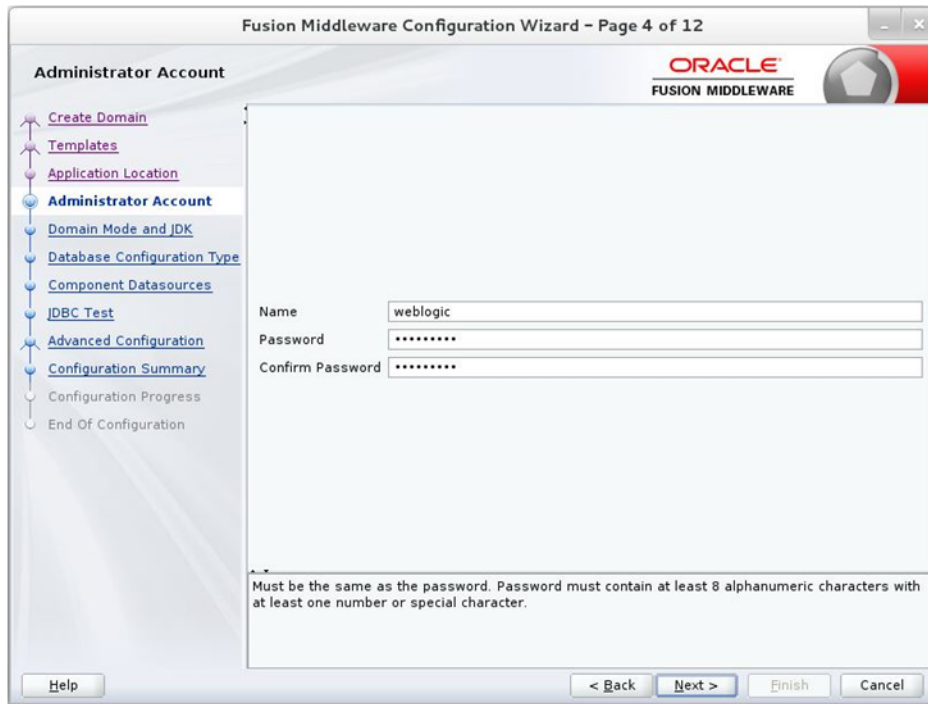 Fusion Middleware Configuration Wizard – Page 4 of 12
Administrator Account
ORACLE
FUSION MIDDLEWARE
Create Domain
Templates
Application Location
Administrator Account
Domain Mode and JDK
Database Configuration Type
Component Datasources
JDBC Test
Advanced Configuration
Configuration Summary
Configuration Progress
End Of Configuration
Name weblogic
Password •••••••••
Confirm Password •••••••••
Must be the same as the password. Password must contain at least 8 alphanumeric characters with
at least one number or special character.
Help < Back Next > Finish Cancel